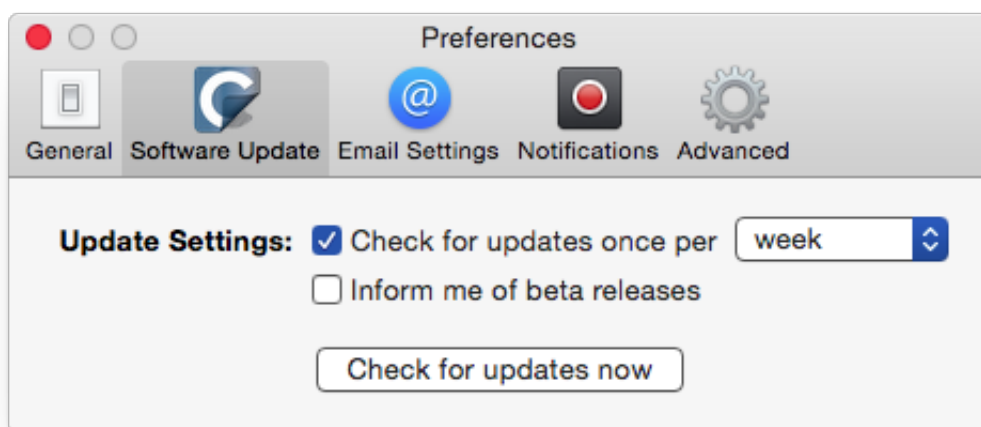 Preferences
General Software Update Email Settings Notifications Advanced
Update Settings: Check for updates once per week
Inform me of beta releases
Check for updates now